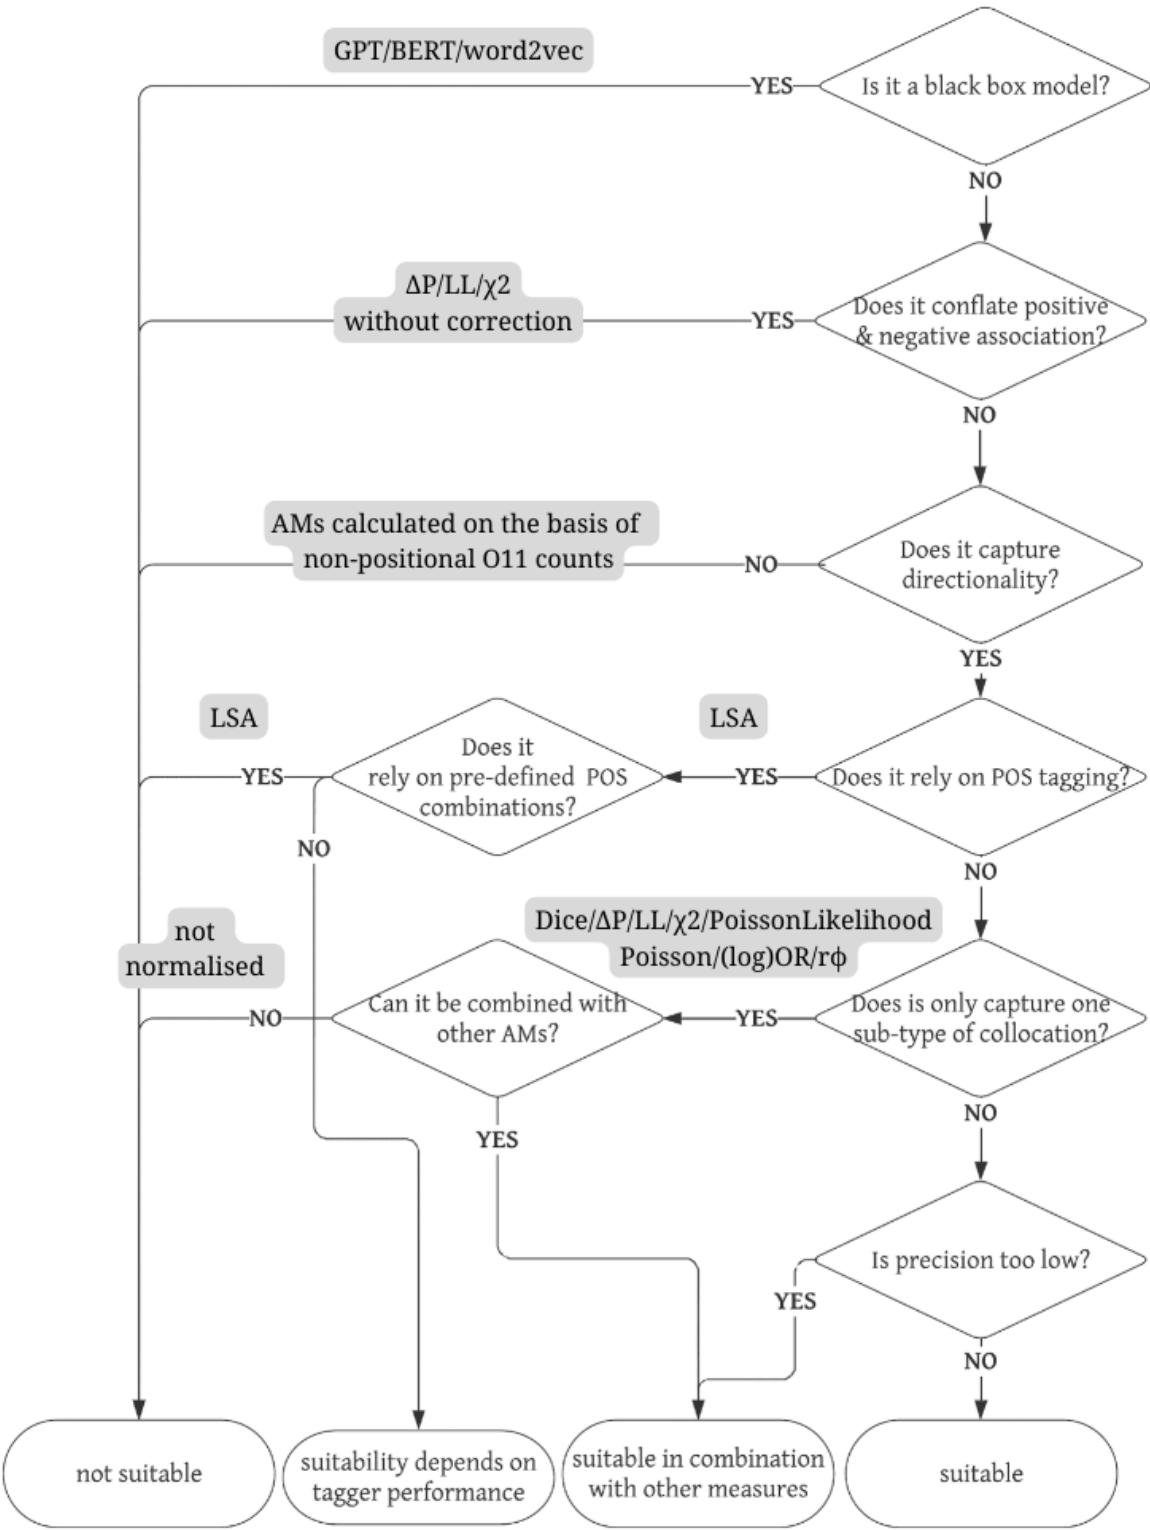 GPT/BERT/word2vec
YES
Is it a black box model?
NO
ΔP/LL/χ2
without correction
YES
Does it conflate positive
& negative association?
NO
AMs calculated on the basis of
non-positional O11 counts
NO
Does it capture
directionality?
YES
LSA
YES
Does it
rely on pre-defined POS
combinations?
LSA
YES
Does it rely on POS tagging?
NO
NO
not
normalised
NO
Can it be combined with
other AMs?
Dice/ΔP/LL/χ2/PoissonLikelihood
Poisson/(log)OR/rϕ
YES
Does is only capture one
sub-type of collocation?
YES
NO
Is precision too low?
YES
NO
not suitable
suitability depends on
tagger performance
suitable in combination
with other measures
suitable